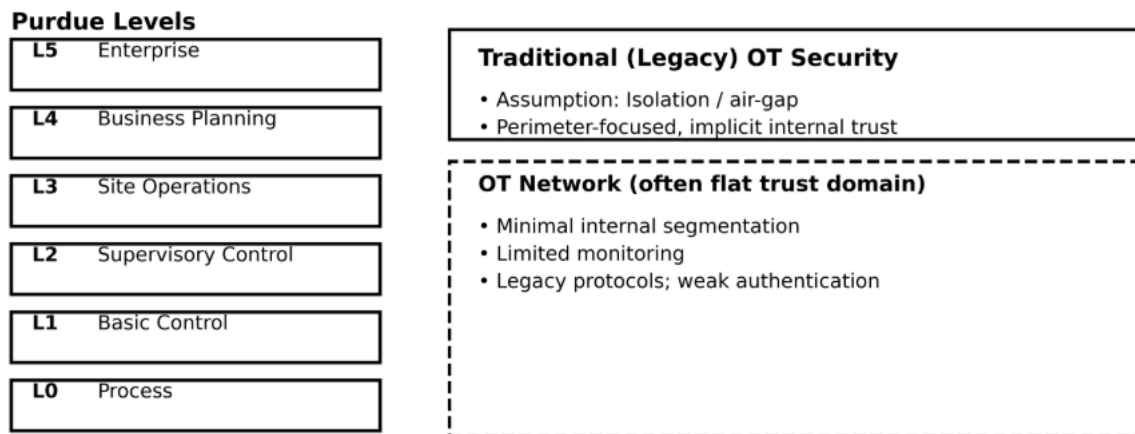 Purdue Levels
L5 Enterprise
L4 Business Planning
L3 Site Operations
L2 Supervisory Control
L1 Basic Control
L0 Process
Traditional (Legacy) OT Security
• Assumption: Isolation / air-gap
• Perimeter-focused, implicit internal trust
OT Network (often flat trust domain)
• Minimal internal segmentation
• Limited monitoring
• Legacy protocols; weak authentication